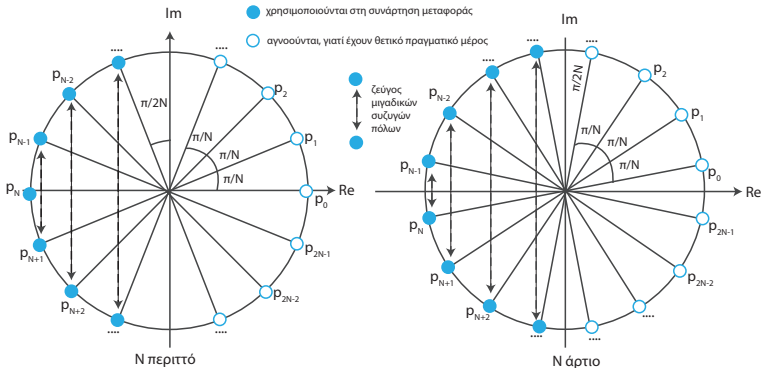 χρησιμοποιούνται στη συνάρτηση μεταφοράς
αγνοούνται, γιατί έχουν θετικό πραγματικό μέρος
Im
....
....
p_N-2
p_2
π/2N
p_N-1
p_1
π/N
π/N
π/N
p_N
Re
p_0
p_N+1
p_2N-1
p_N+2
p_2N-2
....
....
N περιττό
ζεύγος
μιγαδικών
συζυγών
πόλων
Im
....
....
....
p_2
π/2N
p_N-2
p_1
π/N
π/N
p_N-1
π/N
p_0
Re
p_N
p_2N-1
p_N+1
p_2N-2
p_N+2
....
....
....
N άρτιο